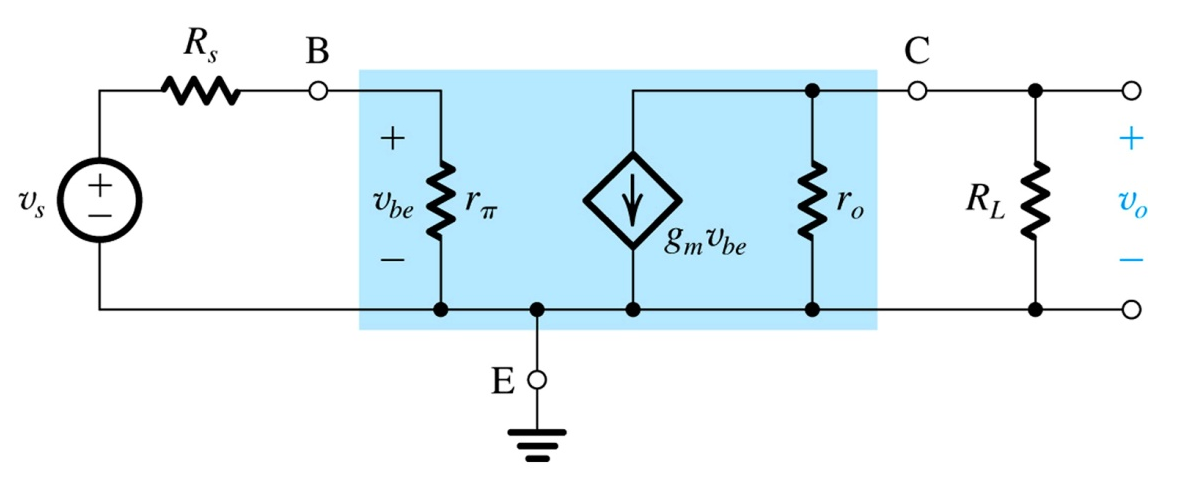 R_s
B
C
+
+
v_s
+
−
v_be
r_π
g_m v_be
r_o
R_L
v_o
−
−
E